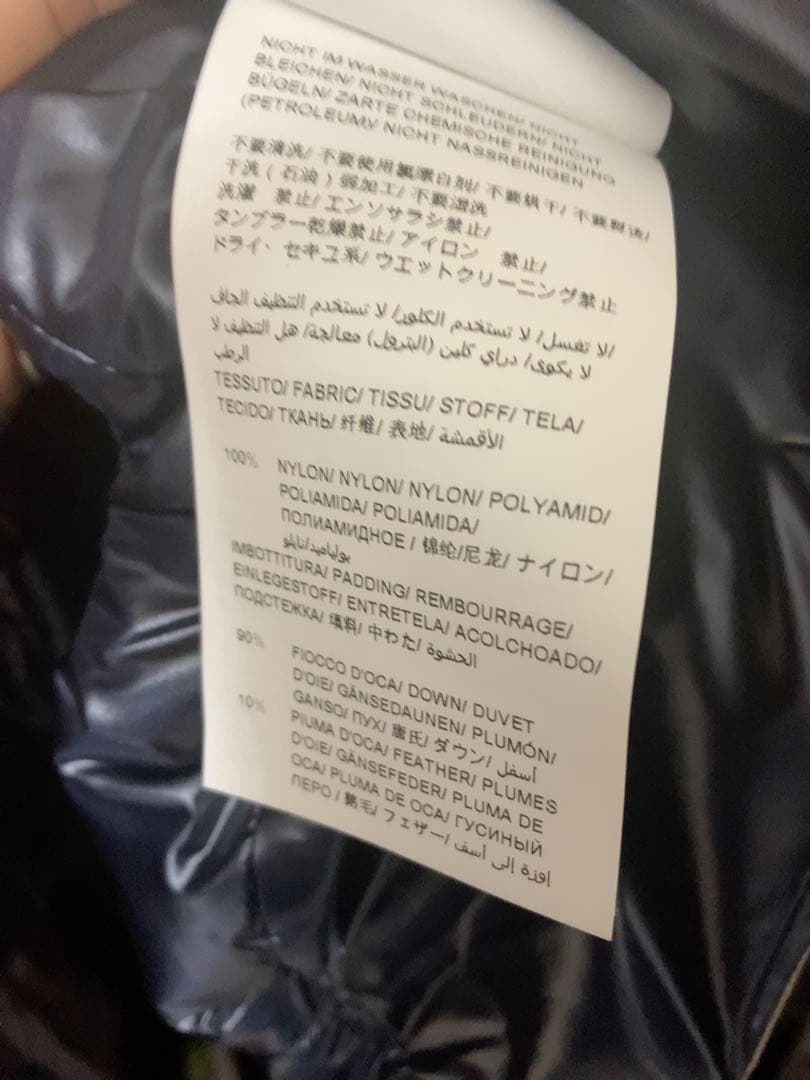 NICHT IM WASSER WASCHEN/ NICHT
BLEICHEN/ NICHT SCHLEUDERN/ NICHT
BÜGELN/ ZARTE CHEMISCHE REINIGUNG
(PETROLEUM)/ NICHT NASSREINIGEN
不要清洗/ 不要使用氯漂白剂/ 不要烘干/ 不要熨烫/
干洗（石油）弱加工/ 不要湿洗
洗濯 禁止/ エンソサラシ禁止/
タンブラー乾燥禁止/ アイロン 禁止/
ドライ、セキユ系/ ウエットクリーニング禁止
لا تغسل/ لا تستخدم الكلور/ لا تستخدم التنظيف الجاف/
لا يكوى/ دراي كلين (البترول) معالجة/ هل التنظيف لا
الرطب
TESSUTO/ FABRIC/ TISSU/ STOFF/ TELA/
TECIDO/ ТКАНЬ/ 纤维/ 表地/ الأقمشة
100% NYLON/ NYLON/ NYLON/ POLYAMID/
POLIAMIDA/ POLIAMIDA/
ПОЛИАМИДНОЕ / 锦纶/尼龙/ ナイロン/
بولياميد/نايلو
IMBOTTITURA/ PADDING/ REMBOURRAGE/
EINLEGESTOFF/ ENTRETELA/ ACOLCHOADO/
ПОДСТЕЖКА/ 填料/ 中わた/ الحشوة
90% FIOCCO D'OCA/ DOWN/ DUVET
D'OIE/ GÄNSEDAUNEN/ PLUMÓN/
GANSO/ ПУХ/ 鹿氏/ ダウン/ أسفل
10% PIUMA D'OCA/ FEATHER/ PLUMES
D'OIE/ GÄNSEFEDER/ PLUMA DE
OCA/ PLUMA DE OCA/ ГУСИНЫЙ
ПЕРО / 鹅毛/ フェザー/ اوزة إلى أسف